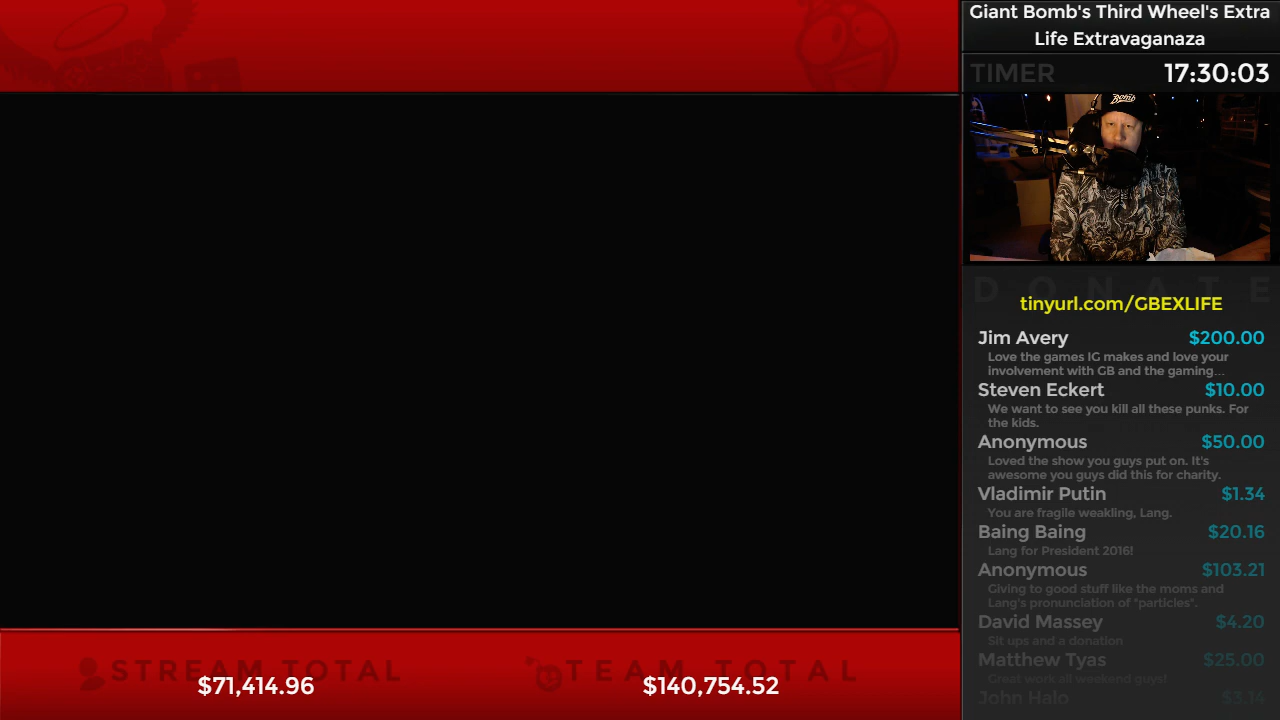 Giant Bomb's Third Wheel's Extra
Life Extravaganaza
TIMER
17:30:03
Bomb
DONATE
tinyurl.com/GBEXLIFE
Jim Avery $200.00
Love the games IG makes and love your
involvement with GB and the gaming...
Steven Eckert $10.00
We want to see you kill all these punks. For
the kids.
Anonymous $50.00
Loved the show you guys put on. It's
awesome you guys did this for charity.
Vladimir Putin $1.34
You are fragile weakling, Lang.
Baing Baing $20.16
Lang for President 2016!
Anonymous $103.21
Giving to good stuff like the moms and
Lang's pronunciation of "particles".
David Massey $4.20
Sit ups and a donation
Matthew Tyas $25.00
Great work all weekend guys!
John Halo $3.14
STREAM TOTAL
$71,414.96
TEAM TOTAL
$140,754.52